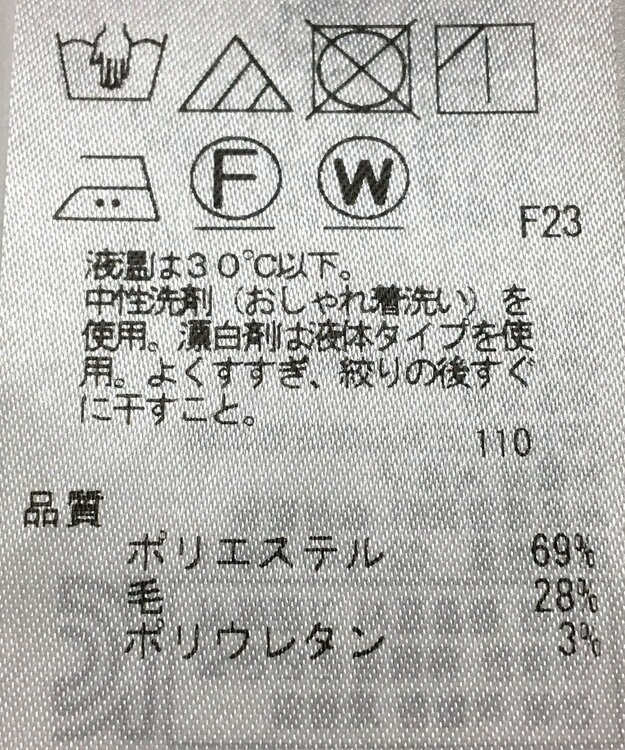 F
W
F23
液温は30℃以下。
中性洗剤（おしゃれ着洗い）を
使用。漂白剤は液体タイプを使
用。よくすすぎ、絞りの後すぐ
に干すこと。
110
品質
ポリエステル 69%
毛 28%
ポリウレタン 3%